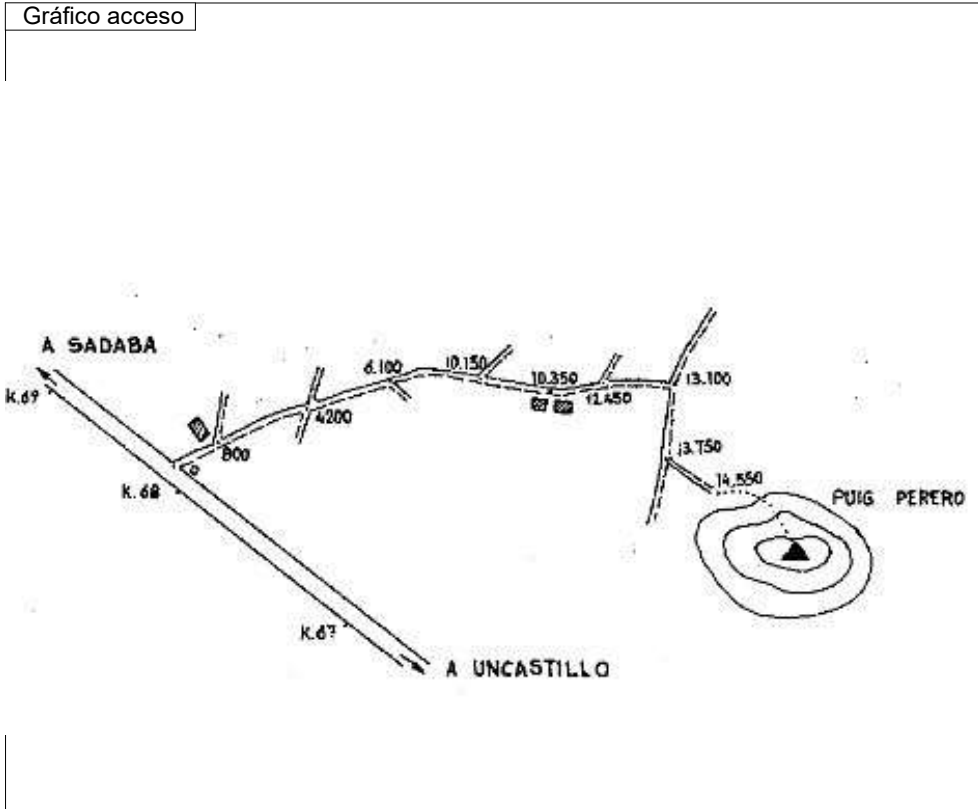 Gráfico acceso
A SADABA
K.69
6.100
10.150
10.350
12.450
13.100
4200
800
K.68
13.750
14.550
PUIG PERERO
K.67
A UNCASTILLO